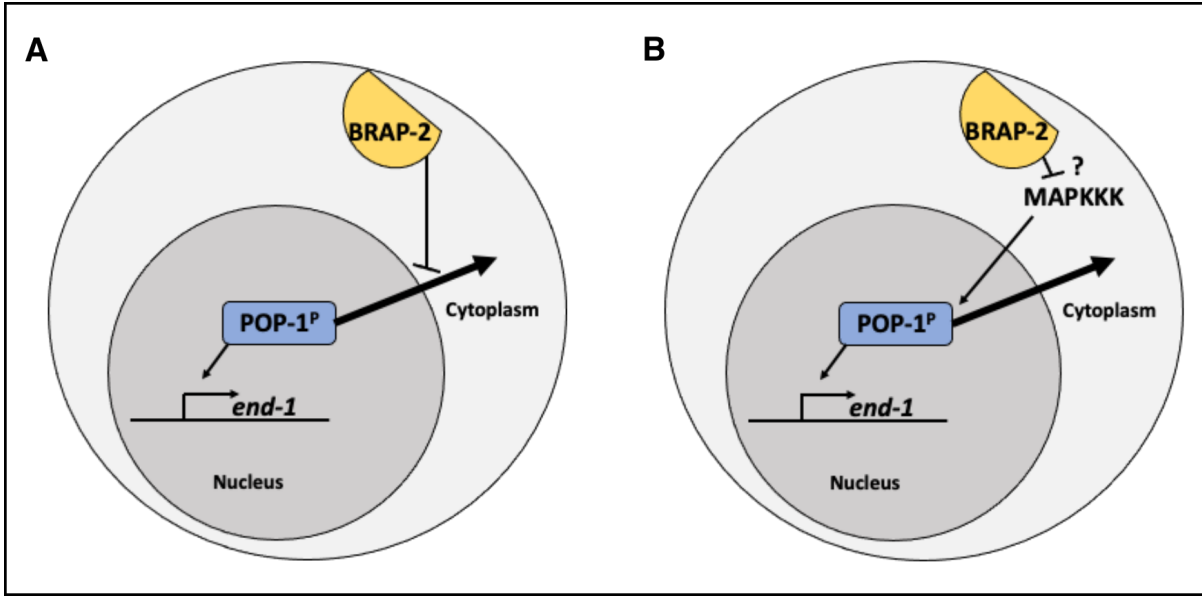 A
BRAP-2
Cytoplasm
POP-1ᴾ
end-1
Nucleus
B
BRAP-2
?
MAPKKK
Cytoplasm
POP-1ᴾ
end-1
Nucleus